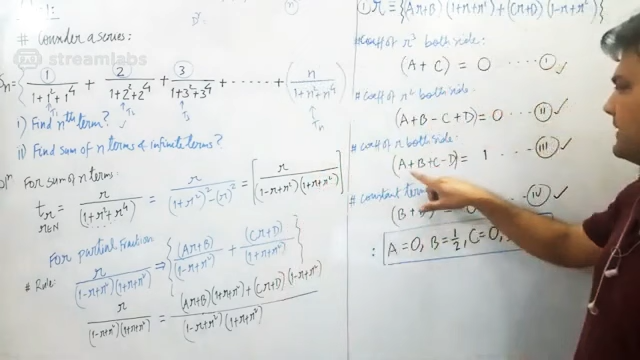 streamlabs
# Consider a series:
Sn = { 1/(1+1²+1⁴) + 2/(1+2²+2⁴) + 3/(1+3²+3⁴) + ...... + (n/(1+n²+n⁴)) }
T₁ T₂ T₃ Tn
i) Find nth term?
ii) Find sum of n terms & infinite terms?
For sum of n terms.
t_r = r/(1+r²+r⁴) = r/((1+r²)²-(r)²) = [r/((1-r+r²)(1+r+r²))]
r∈N
For partial Fraction
# Rule: r/((1-r+r²)(1+r+r²)) ⇒ { (Ar+B)/(1-r+r²) + (Cr+D)/(1+r+r²) }
r/((1-r+r²)(1+r+r²)) = ((Ar+B)(1+r+r²)+(Cr+D)(1-r+r²))/((1-r+r²)(1+r+r²))
① r ≡ {(Ar+B)(1+r+r²)+(Cr+D)(1-r+r²)}
# Coeff of r³ both side:
(A+C) = 0 .... Ⓘ ✓
# Coeff of r² both side.
(A+B-C+D) = 0 .... Ⓘ Ⓘ ✓
# Coeff of r both side.
(A+B+C-D) = 1 ... (III) ✓
# constant term
(B + ... (IV) ✓
∴ A=0, B=1/2, C=0,